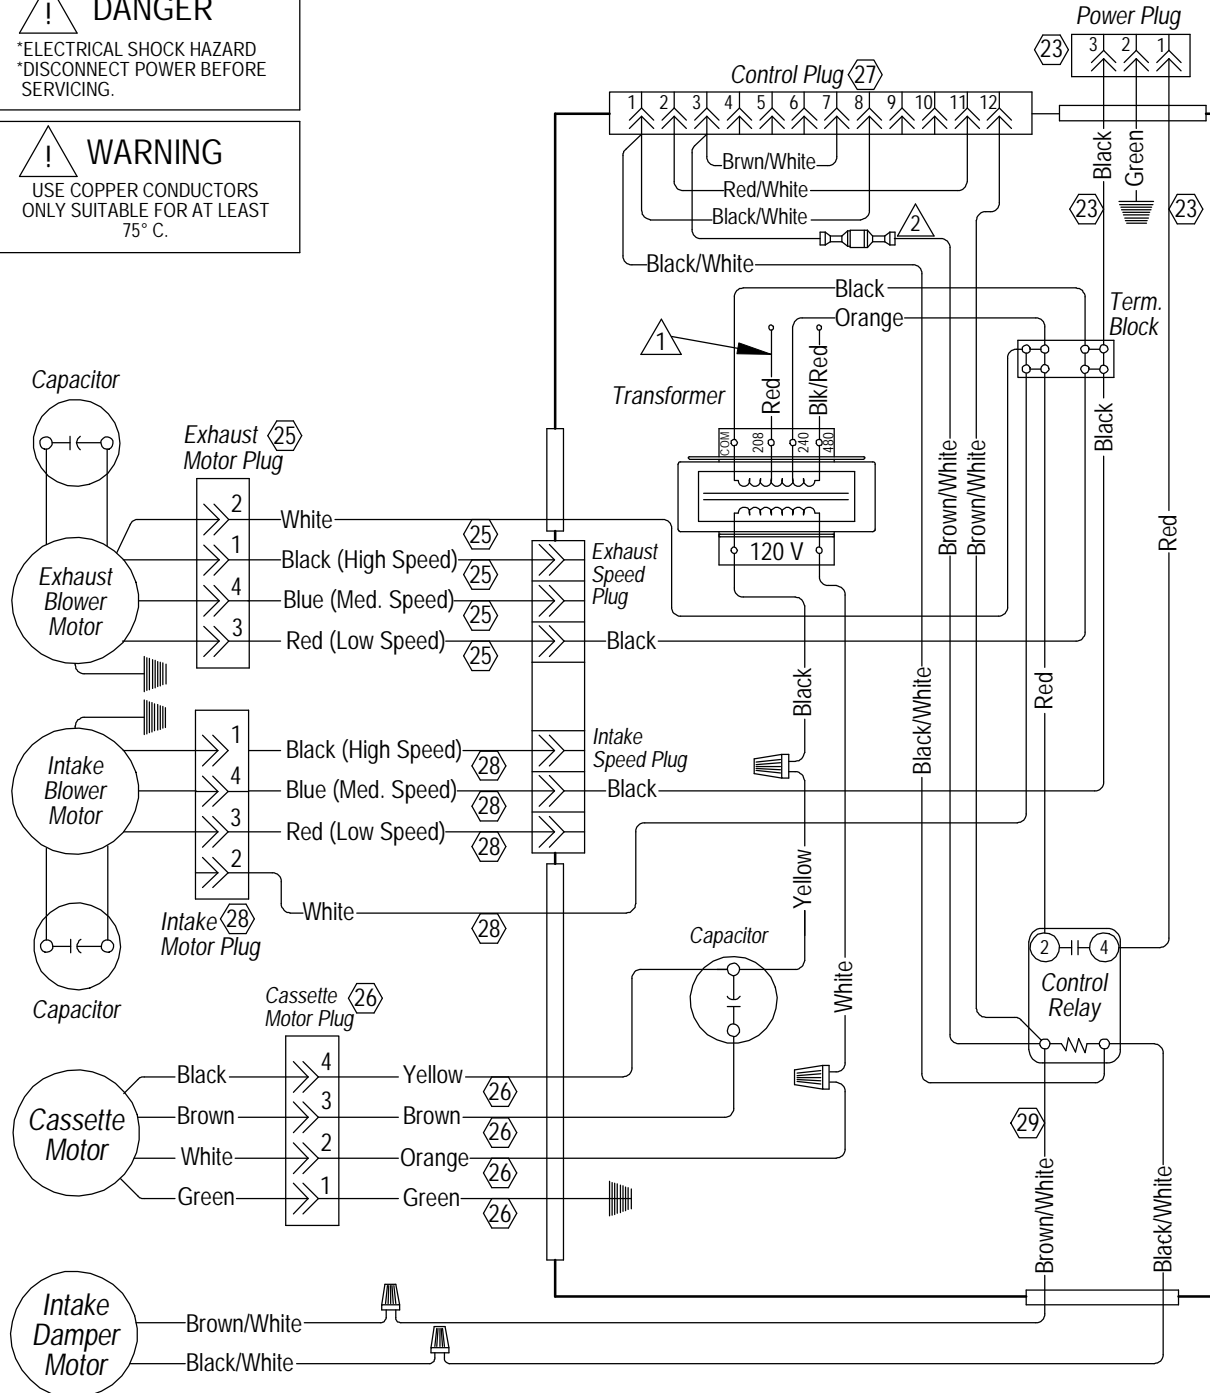 ! DANGER
*ELECTRICAL SHOCK HAZARD
*DISCONNECT POWER BEFORE
SERVICING.
! WARNING
USE COPPER CONDUCTORS
ONLY SUITABLE FOR AT LEAST
75° C.
Power Plug
23
3 2 1
Control Plug 27
1 2 3 4 5 6 7 8 9 10 11 12
Black
Green
23
23
Brwn/White
Red/White
Black/White
2
Black/White
Black
Orange
Term.
Block
1
Red
Blk/Red
Transformer
Black
COM
208
240
480
120 V
Brown/White
Brown/White
Red
Capacitor
Exhaust 25
Motor Plug
2
White
25
1
Black (High Speed)
25
4
Blue (Med. Speed)
25
3
Red (Low Speed)
25
Exhaust
Blower
Motor
Exhaust
Speed
Plug
Black
Black
Black/White
Red
Intake
Blower
Motor
1
Black (High Speed)
28
4
Blue (Med. Speed)
28
3
Red (Low Speed)
28
2
White
28
Intake
Speed Plug
Black
Yellow
Intake 28
Motor Plug
Capacitor
Capacitor
White
2 4
Control
Relay
Cassette 26
Motor Plug
Cassette
Motor
Black
4
Yellow
26
Brown
3
Brown
26
White
2
Orange
26
Green
1
Green
26
29
Brown/White
Black/White
Intake
Damper
Motor
Brown/White
Black/White